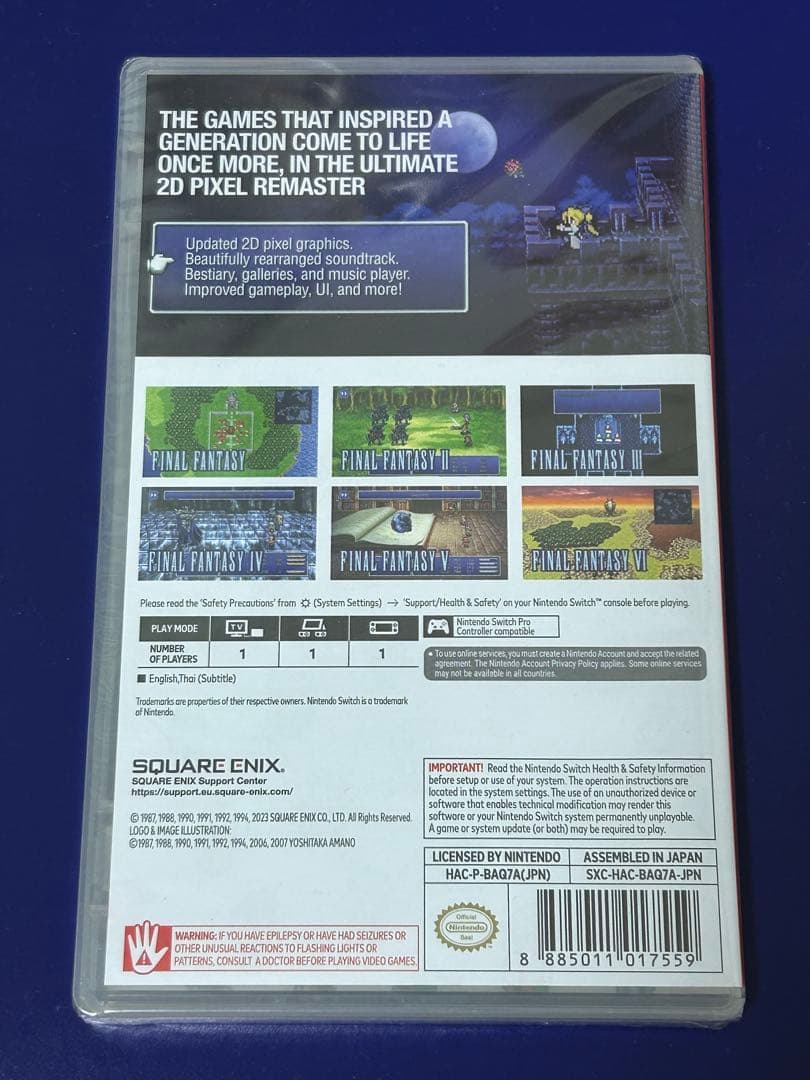 THE GAMES THAT INSPIRED A
GENERATION COME TO LIFE
ONCE MORE, IN THE ULTIMATE
2D PIXEL REMASTER
Updated 2D pixel graphics.
Beautifully rearranged soundtrack.
Bestiary, galleries, and music player.
Improved gameplay, UI, and more!
FINAL FANTASY
FINAL FANTASY II
FINAL FANTASY III
FINAL FANTASY IV
FINAL FANTASY V
FINAL FANTASY VI
Please read the 'Safety Precautions' from (System Settings) → 'Support/Health & Safety' on your Nintendo Switch™ console before playing.
PLAY MODE TV
NUMBER
OF PLAYERS 1 1 1
Nintendo Switch Pro
Controller compatible
• To use online services, you must create a Nintendo Account and accept the related
agreement. The Nintendo Account Privacy Policy applies. Some online services
may not be available in all countries.
■ English,Thai (Subtitle)
Trademarks are properties of their respective owners. Nintendo Switch is a trademark
of Nintendo.
SQUARE ENIX®
SQUARE ENIX Support Center
https://support.eu.square-enix.com/
© 1987, 1988, 1990, 1991, 1992, 1994, 2023 SQUARE ENIX CO., LTD. All Rights Reserved.
LOGO & IMAGE ILLUSTRATION:
©1987, 1988, 1990, 1991, 1992, 1994, 2006, 2007 YOSHITAKA AMANO
IMPORTANT! Read the Nintendo Switch Health & Safety Information
before setup or use of your system. The operation instructions are
located in the system settings. The use of an unauthorized device or
software that enables technical modification may render this
software or your Nintendo Switch system permanently unplayable.
A game or system update (or both) may be required to play.
LICENSED BY NINTENDO ASSEMBLED IN JAPAN
HAC-P-BAQ7A(JPN) SXC-HAC-BAQ7A-JPN
WARNING: IF YOU HAVE EPILEPSY OR HAVE HAD SEIZURES OR
OTHER UNUSUAL REACTIONS TO FLASHING LIGHTS OR
PATTERNS, CONSULT A DOCTOR BEFORE PLAYING VIDEO GAMES.
Official
Nintendo
Seal
8 885011 017559